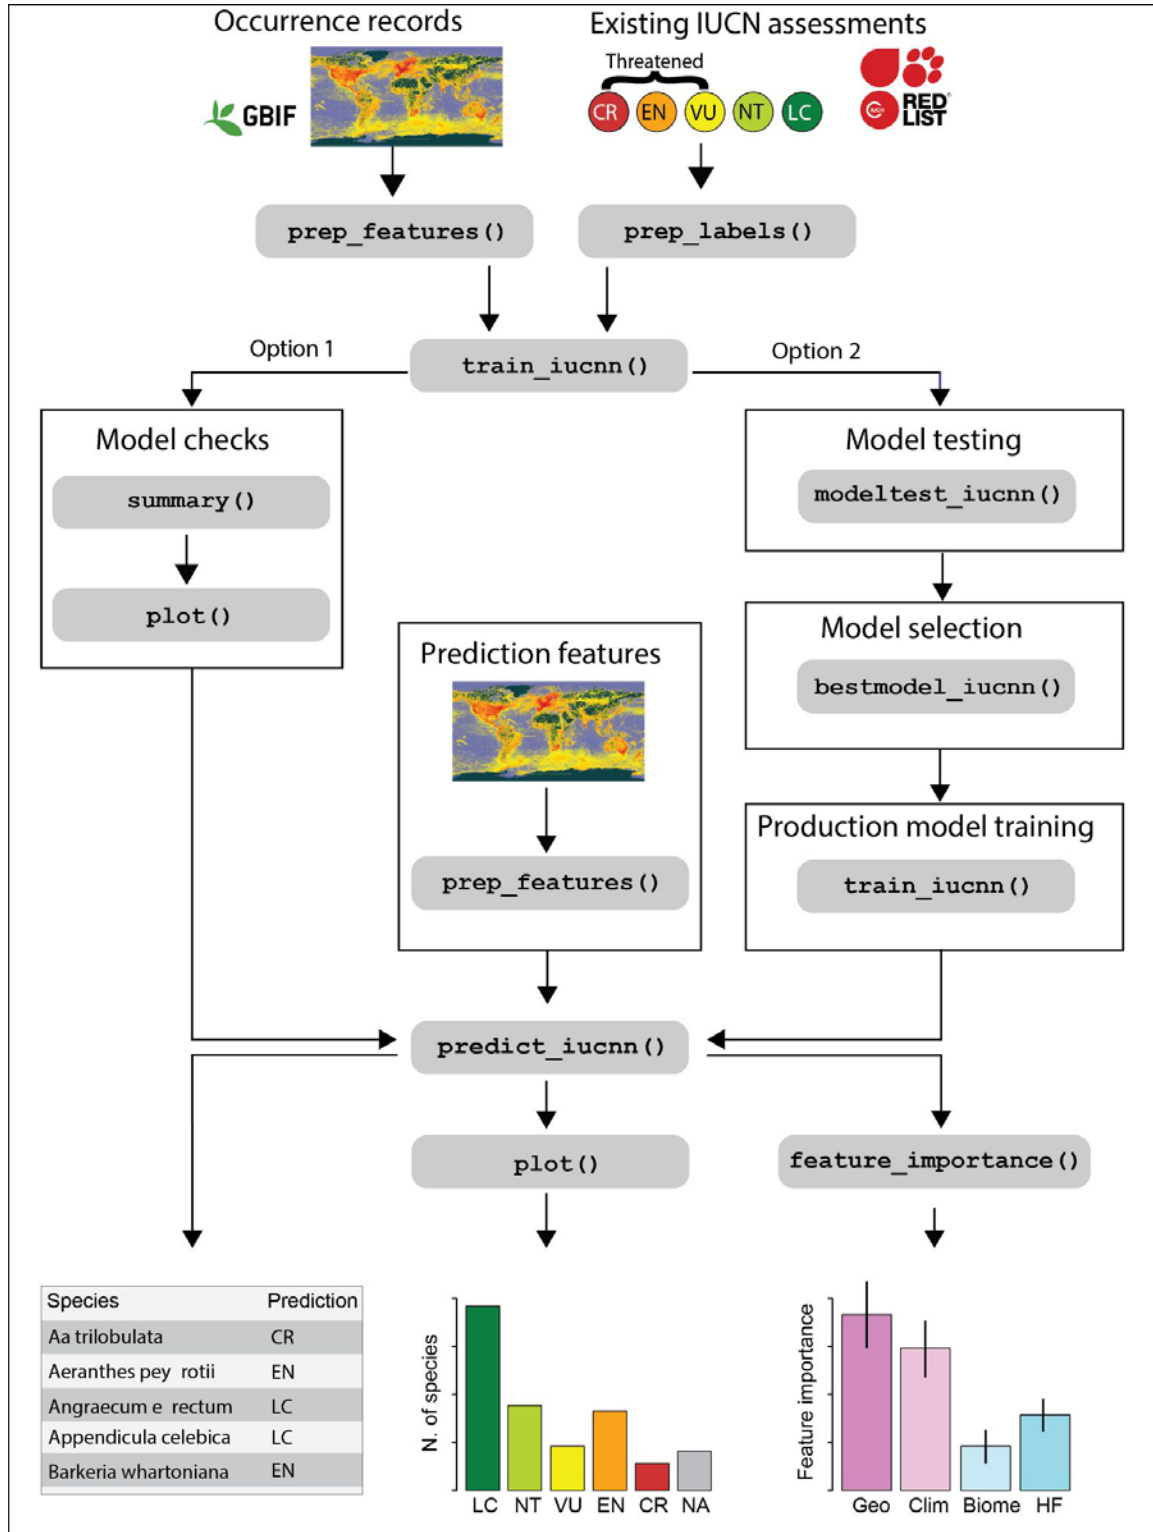 Occurrence records
Existing IUCN assessments
Threatened
GBIF
CR EN VU NT LC
RED
LIST
prep_features()
prep_labels()
Option 1
train_iucnn()
Option 2
Model checks
summary()
plot()
Model testing
modeltest_iucnn()
Model selection
bestmodel_iucnn()
Production model training
train_iucnn()
Prediction features
prep_features()
predict_iucnn()
plot()
feature_importance()
Species Prediction
Aa trilobulata CR
Aeranthes pey rotii EN
Angraecum e rectum LC
Appendicula celebica LC
Barkeria whartoniana EN
N. of species
LC NT VU EN CR NA
Feature importance
Geo Clim Biome HF